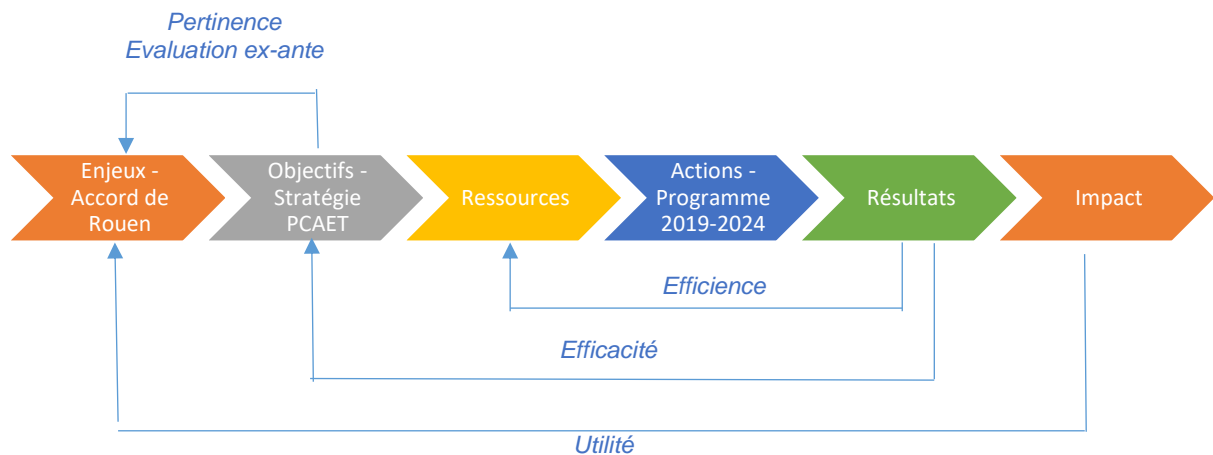 Pertinence
Evaluation ex-ante
Enjeux -
Accord de
Rouen
Objectifs -
Stratégie
PCAET
Ressources
Actions -
Programme
2019-2024
Résultats
Impact
Efficience
Efficacité
Utilité